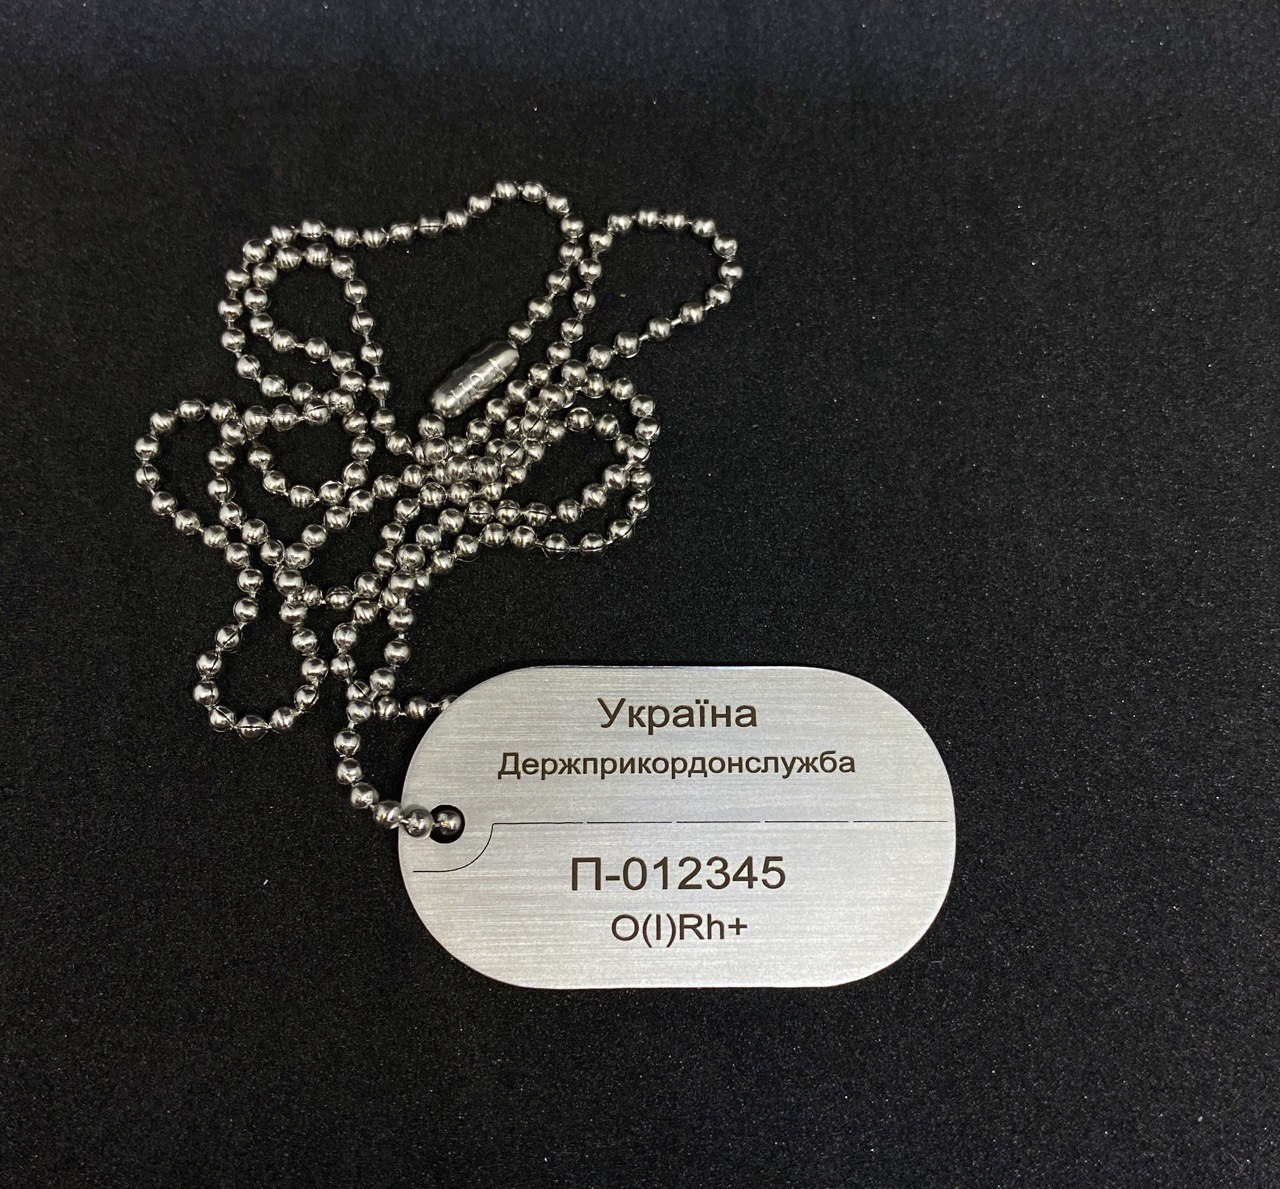 Україна
Держприкордонслужба
П-012345
O(I)Rh+